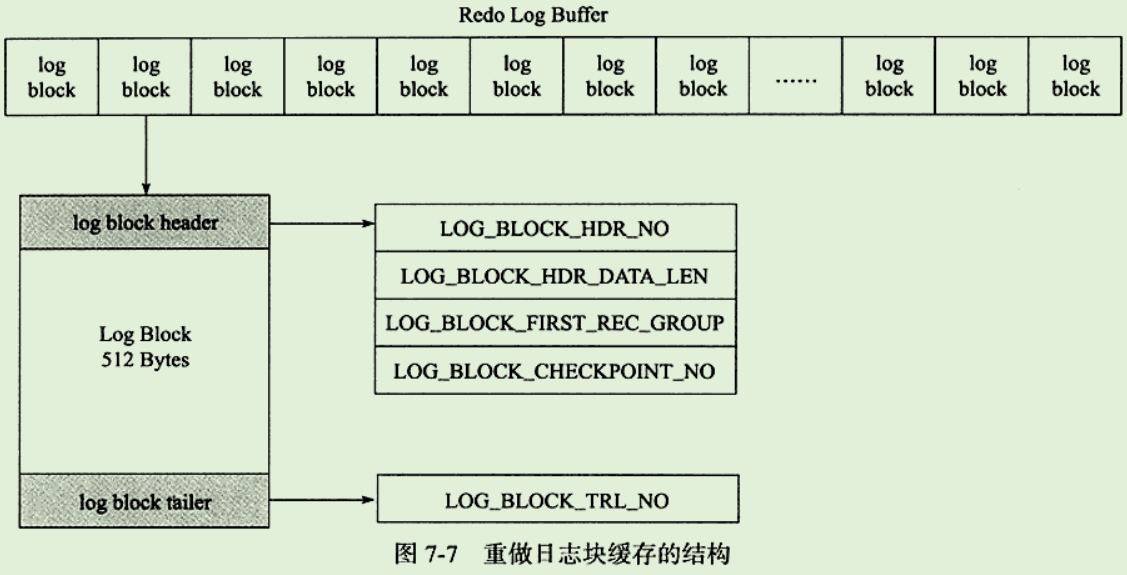 Redo Log Buffer
log block
log block
log block
log block
log block
log block
log block
log block
......
log block
log block
log block
log block header
Log Block
512 Bytes
log block tailer
LOG_BLOCK_HDR_NO
LOG_BLOCK_HDR_DATA_LEN
LOG_BLOCK_FIRST_REC_GROUP
LOG_BLOCK_CHECKPOINT_NO
LOG_BLOCK_TRL_NO
图 7-7 重做日志块缓存的结构